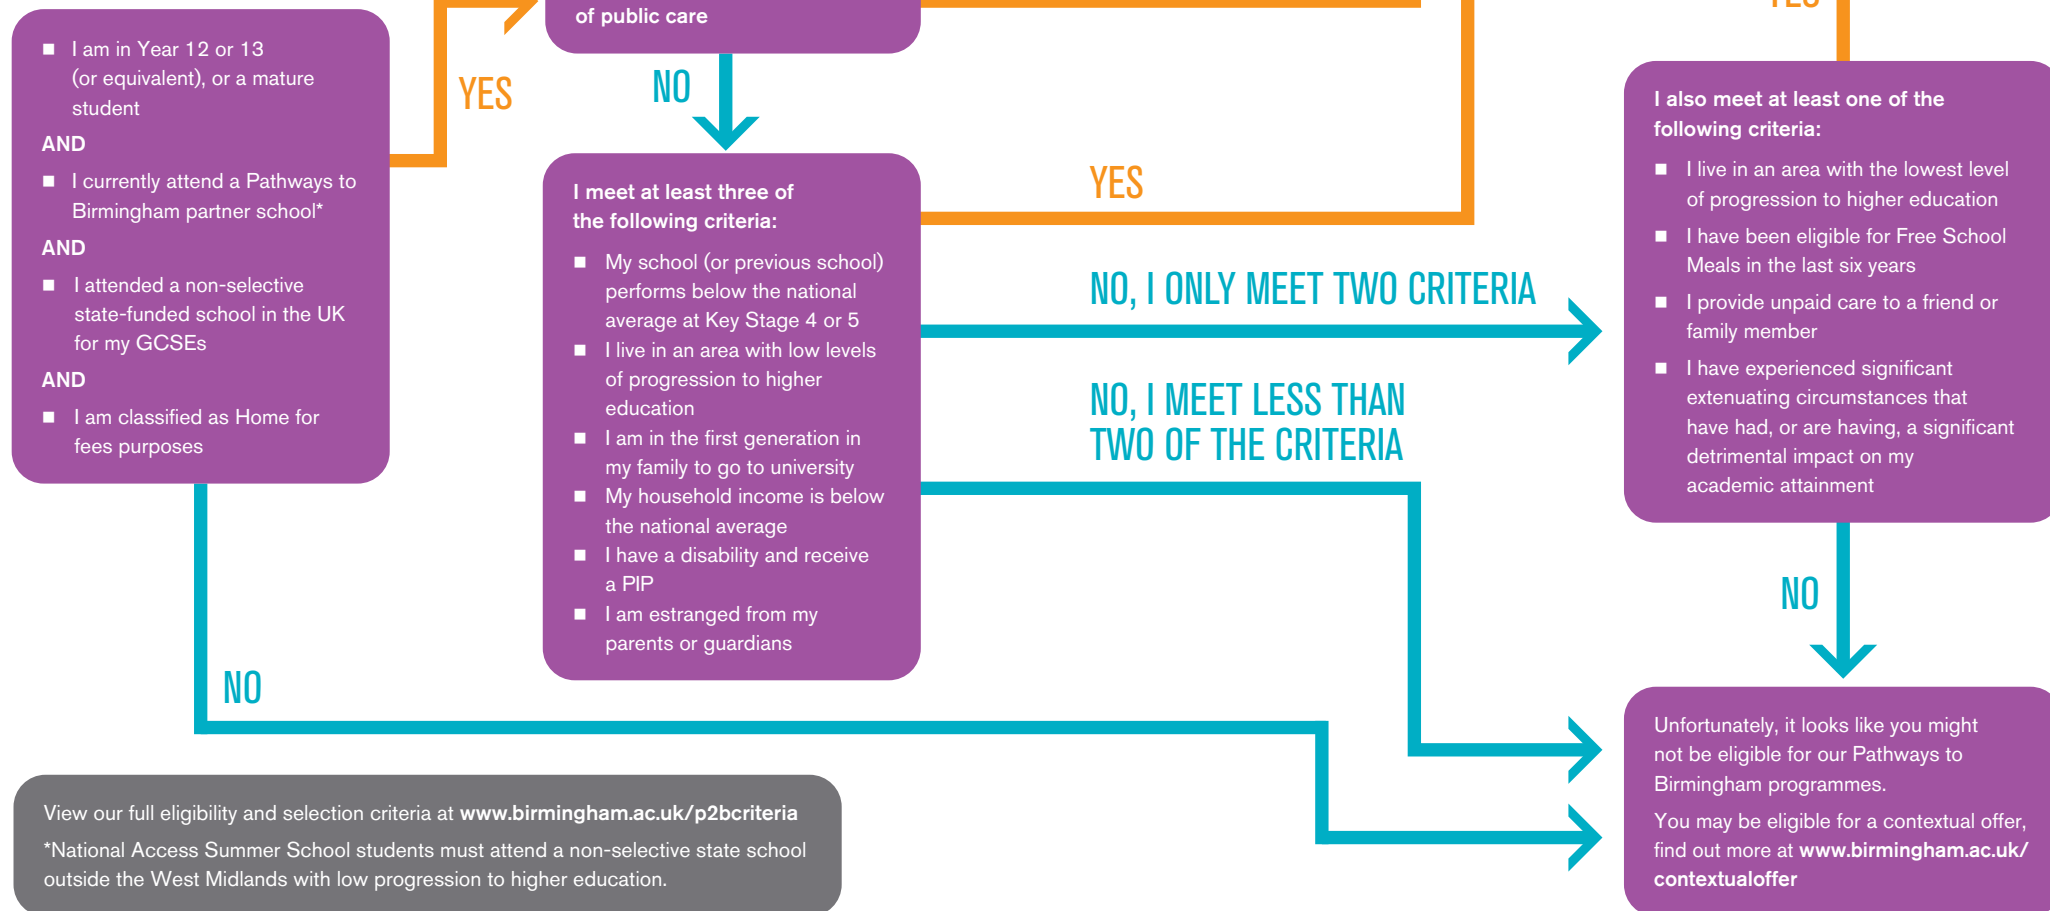 I am in Year 12 or 13
(or equivalent), or a mature
student
AND
I currently attend a Pathways to
Birmingham partner school*
AND
I attended a non-selective
state-funded school in the UK
for my GCSEs
AND
I am classified as Home for
fees purposes
YES
NO
of public care
NO
I meet at least three of
the following criteria:
My school (or previous school)
performs below the national
average at Key Stage 4 or 5
I live in an area with low levels
of progression to higher
education
I am in the first generation in
my family to go to university
My household income is below
the national average
I have a disability and receive
a PIP
I am estranged from my
parents or guardians
YES
NO, I ONLY MEET TWO CRITERIA
NO, I MEET LESS THAN
TWO OF THE CRITERIA
YES
I also meet at least one of the
following criteria:
I live in an area with the lowest level
of progression to higher education
I have been eligible for Free School
Meals in the last six years
I provide unpaid care to a friend or
family member
I have experienced significant
extenuating circumstances that
have had, or are having, a significant
detrimental impact on my
academic attainment
NO
Unfortunately, it looks like you might
not be eligible for our Pathways to
Birmingham programmes.
You may be eligible for a contextual offer,
find out more at www.birmingham.ac.uk/
contextualoffer
View our full eligibility and selection criteria at www.birmingham.ac.uk/p2bcriteria
*National Access Summer School students must attend a non-selective state school
outside the West Midlands with low progression to higher education.